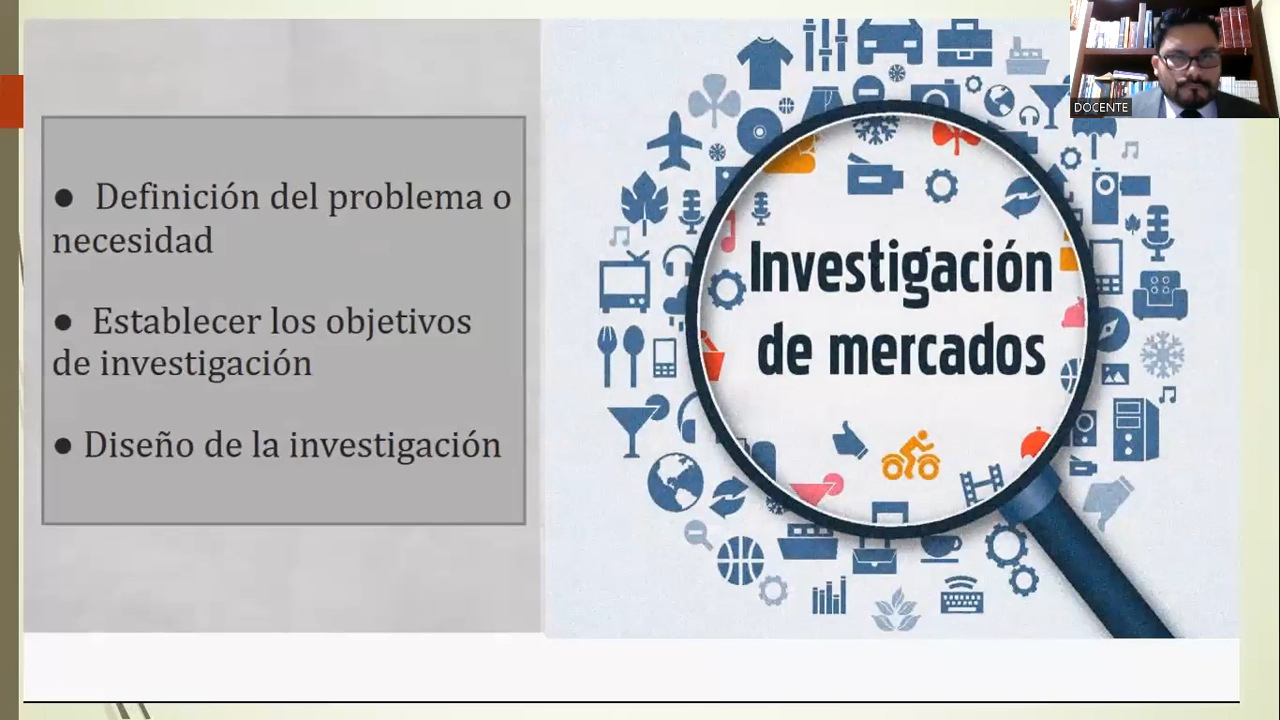 ● Definición del problema o
necesidad
● Establecer los objetivos
de investigación
● Diseño de la investigación
Investigación
de mercados
DOCENTE